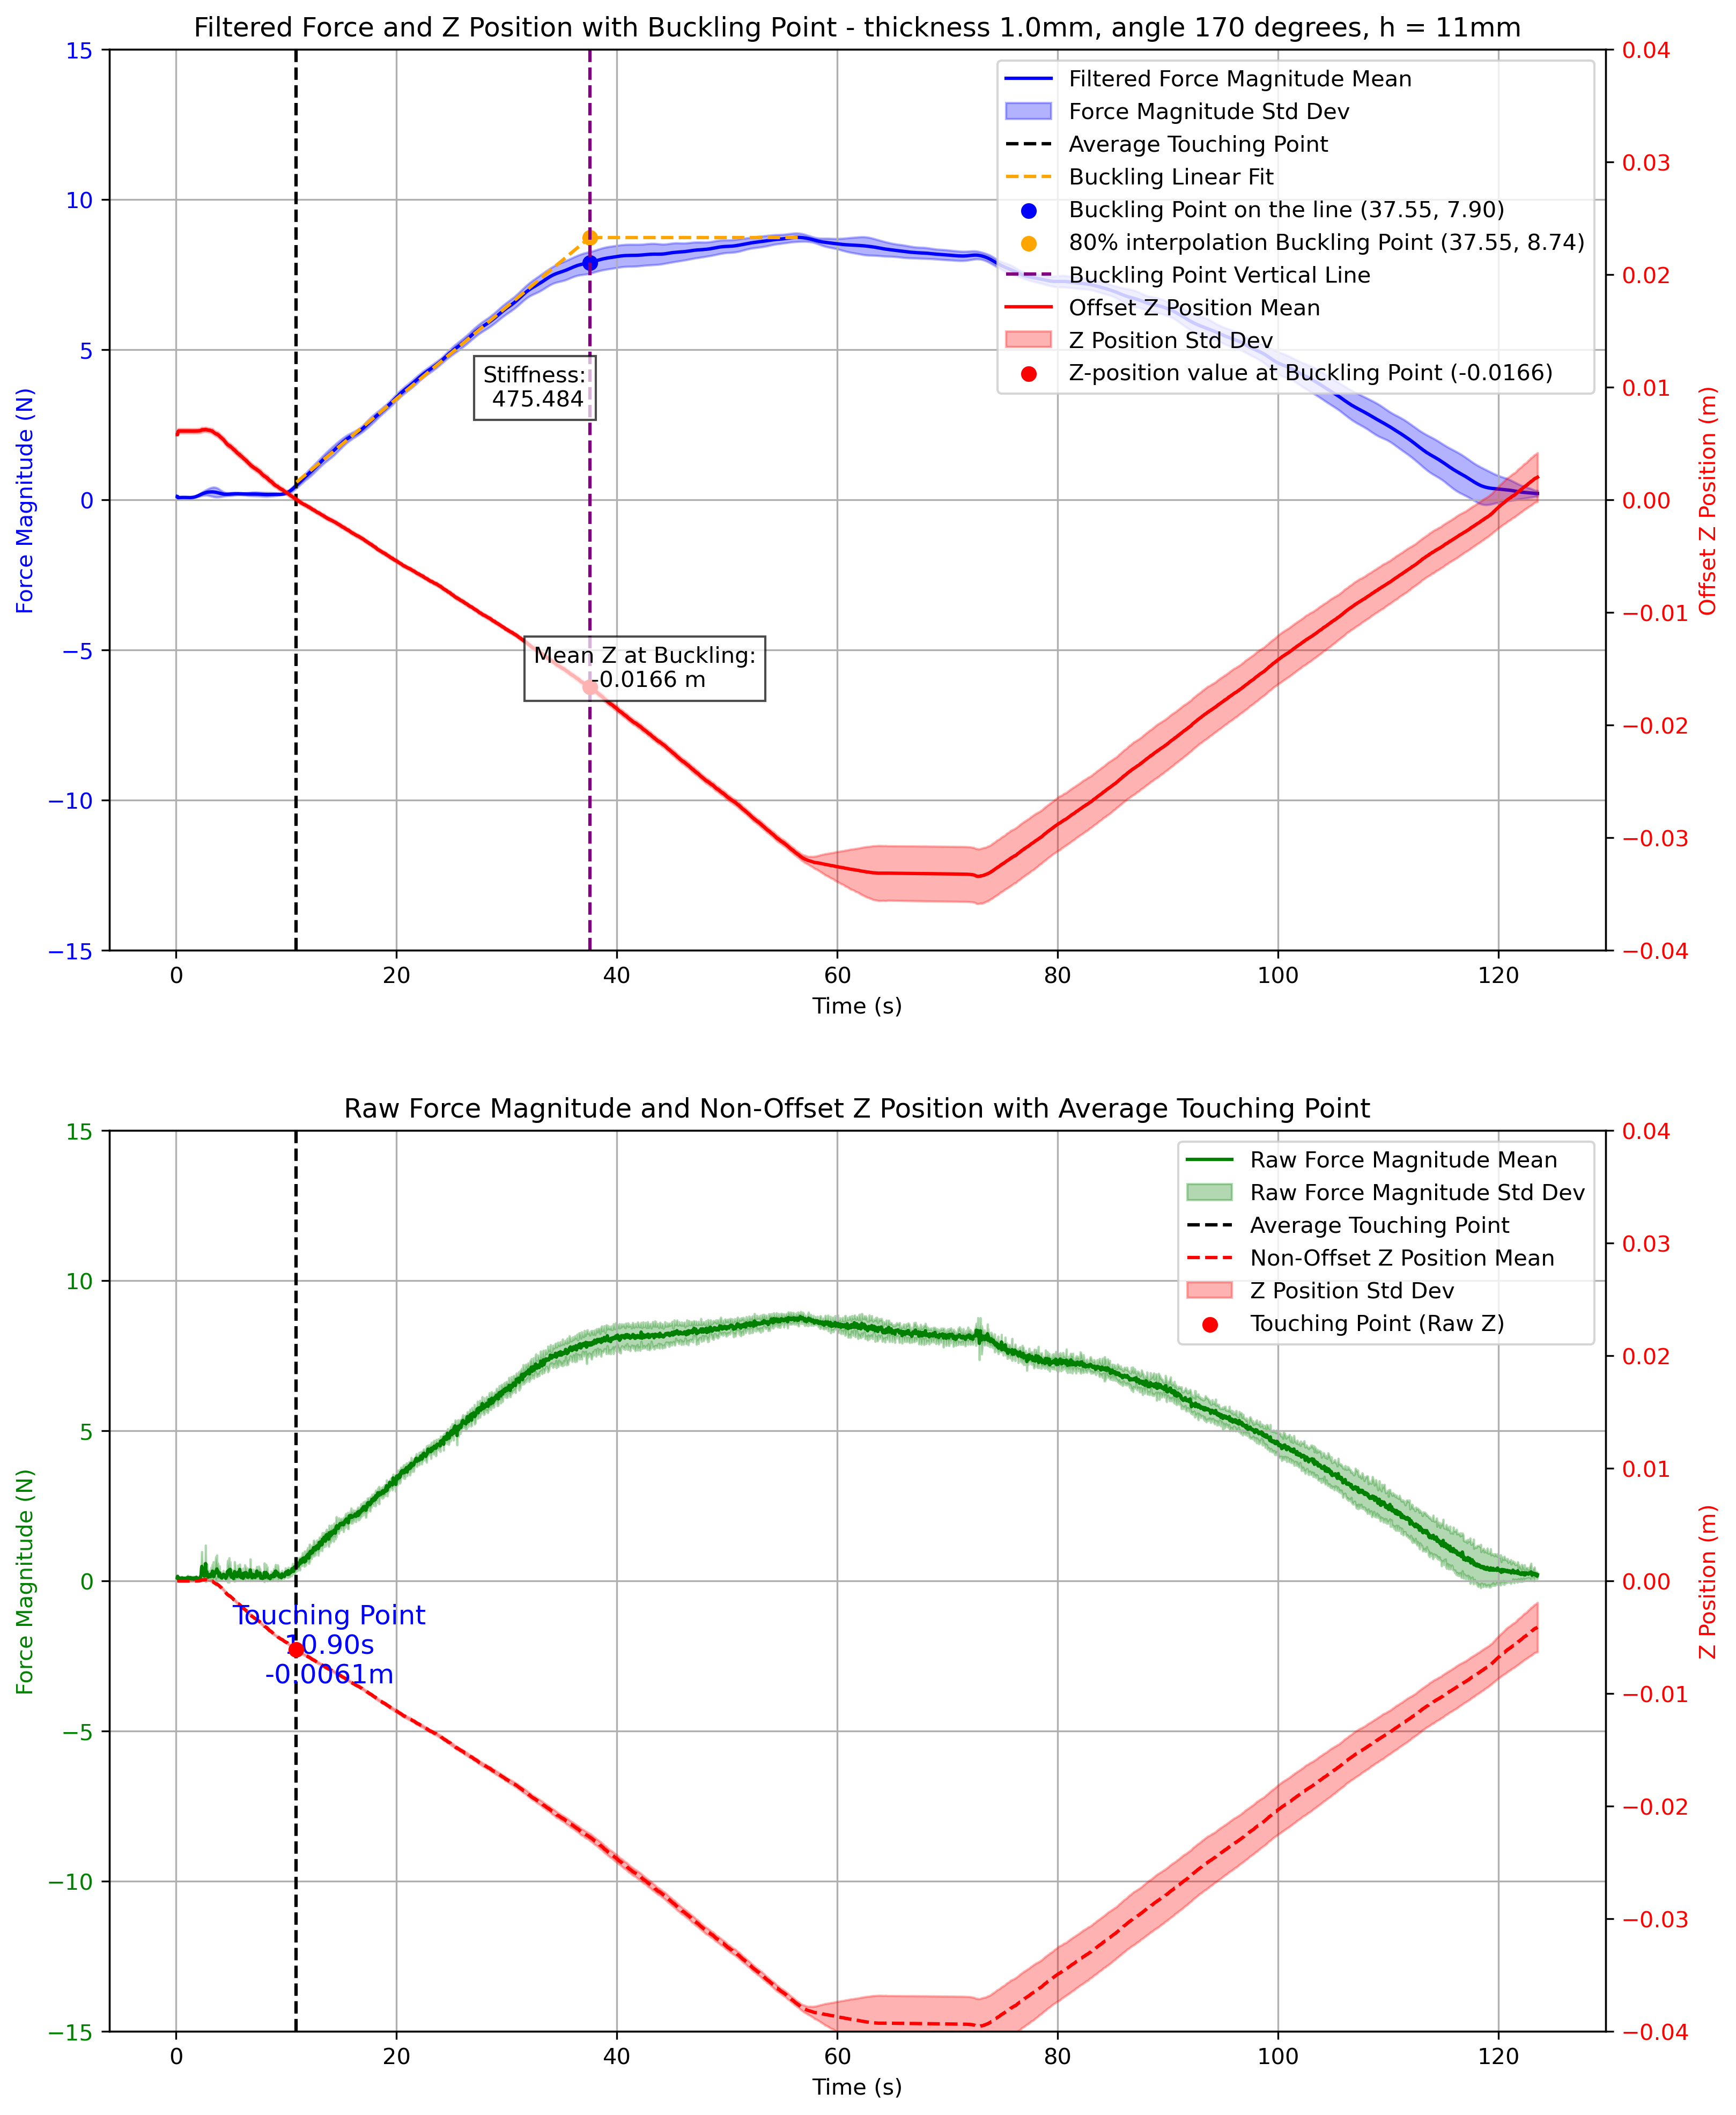 Filtered Force and Z Position with Buckling Point - thickness 1.0mm, angle 170 degrees, h = 11mm
Force Magnitude (N)
15
10
5
0
−5
−10
−15
Filtered Force Magnitude Mean
Force Magnitude Std Dev
Average Touching Point
Buckling Linear Fit
Buckling Point on the line (37.55, 7.90)
80% interpolation Buckling Point (37.55, 8.74)
Buckling Point Vertical Line
Offset Z Position Mean
Z Position Std Dev
Z-position value at Buckling Point (-0.0166)
Stiffness:
475.484
Mean Z at Buckling:
-0.0166 m
0.04
0.03
0.02
0.01
0.00
−0.01
−0.02
−0.03
−0.04
Offset Z Position (m)
0 20 40 60 80 100 120
Time (s)
Raw Force Magnitude and Non-Offset Z Position with Average Touching Point
Force Magnitude (N)
15
10
5
0
−5
−10
−15
Raw Force Magnitude Mean
Raw Force Magnitude Std Dev
Average Touching Point
Non-Offset Z Position Mean
Z Position Std Dev
Touching Point (Raw Z)
Touching Point
10.90s
-0.0061m
0.04
0.03
0.02
0.01
0.00
−0.01
−0.02
−0.03
−0.04
Z Position (m)
0 20 40 60 80 100 120
Time (s)